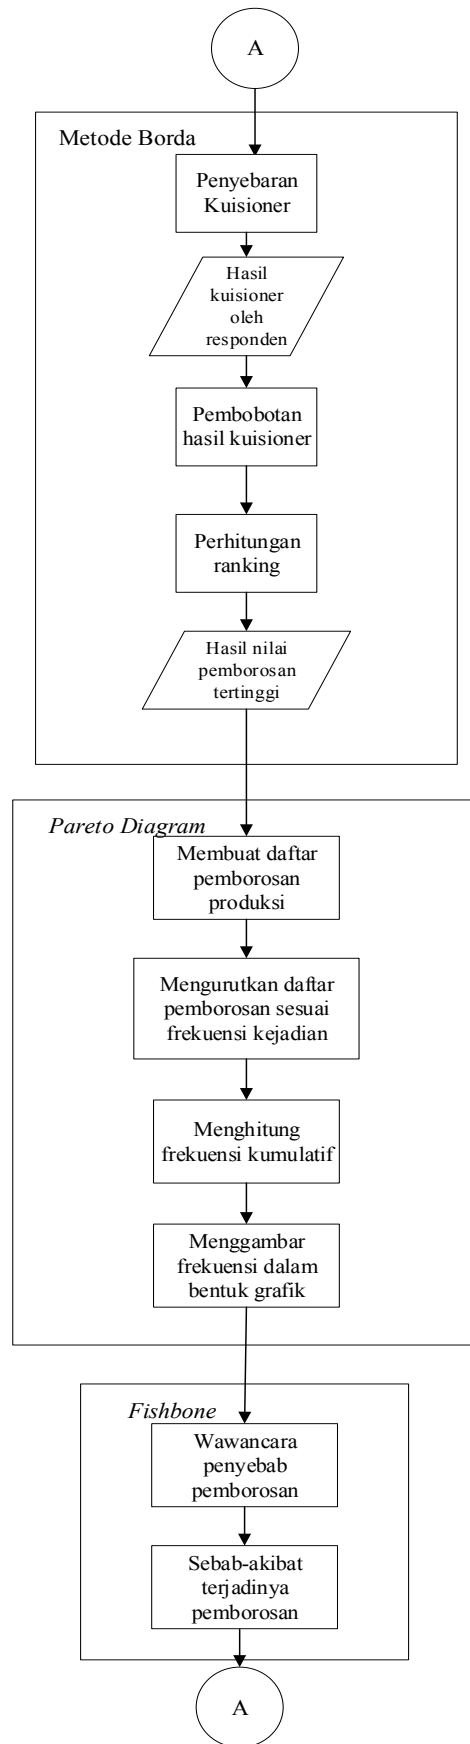 A
Metode Borda
Penyebaran
Kuisioner
Hasil
kuisioner
oleh
responden
Pembobotan
hasil kuisioner
Perhitungan
ranking
Hasil nilai
pemborosan
tertinggi
Pareto Diagram
Membuat daftar
pemborosan
produksi
Mengurutkan daftar
pemborosan sesuai
frekuensi kejadian
Menghitung
frekuensi kumulatif
Menggambar
frekuensi dalam
bentuk grafik
Fishbone
Wawancara
penyebab
pemborosan
Sebab-akibat
terjadinya
pemborosan
A